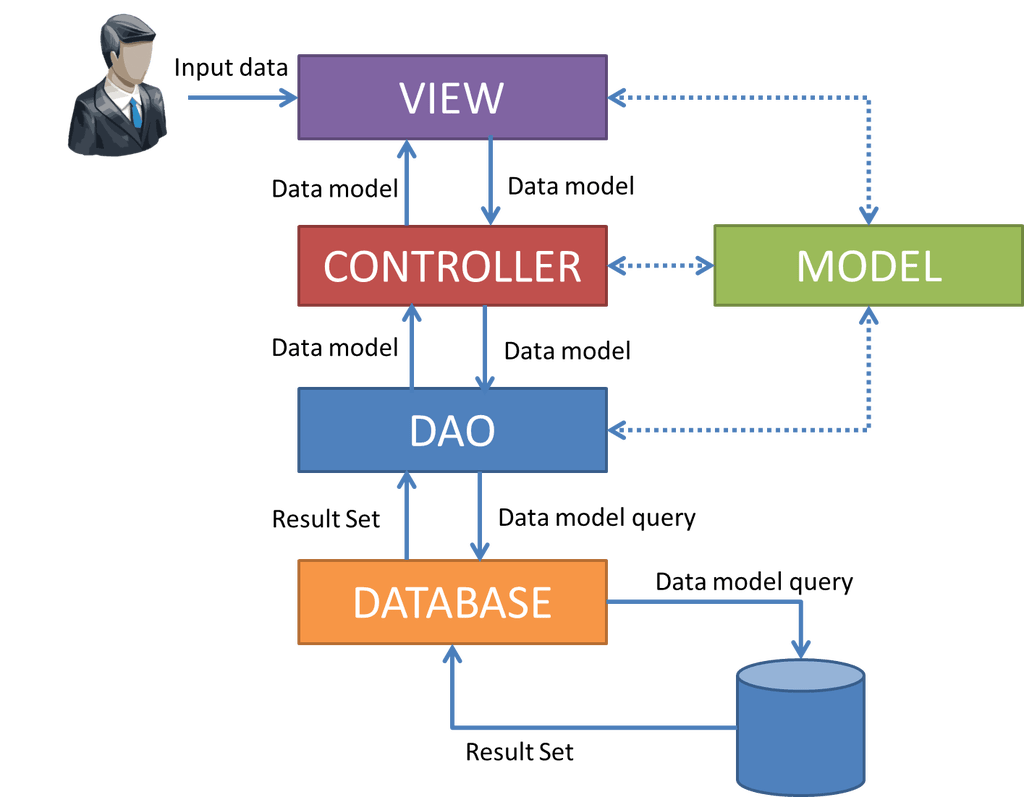 Input data
VIEW
Data model
Data model
CONTROLLER
MODEL
Data model
Data model
DAO
Result Set
Data model query
DATABASE
Data model query
Result Set